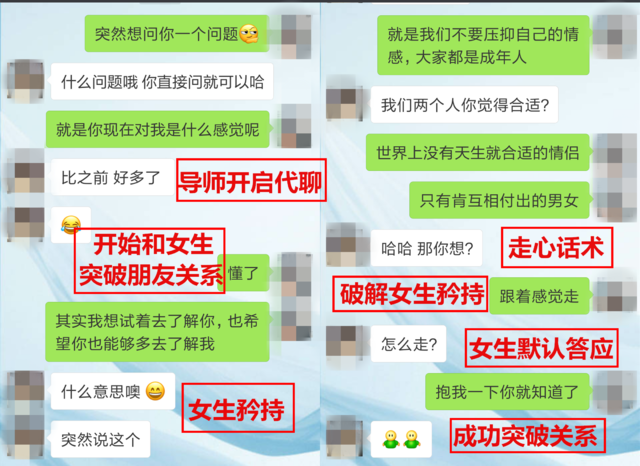 突然想问你一个问题
什么问题哦 你直接问就可以哈
就是你现在对我是什么感觉呢
比之前 好多了
导师开启代聊
开始和女生
突破朋友关系
懂了
其实我想试着去了解你，也希
望你也能够多去了解我
什么意思噢
女生矜持
突然说这个
就是我们不要压抑自己的情
感，大家都是成年人
我们两个人你觉得合适?
世界上没有天生就合适的情侣
只有肯互相付出的男女
哈哈 那你想?
走心话术
破解女生矜持
跟着感觉走
怎么走?
女生默认答应
抱我一下你就知道了
成功突破关系